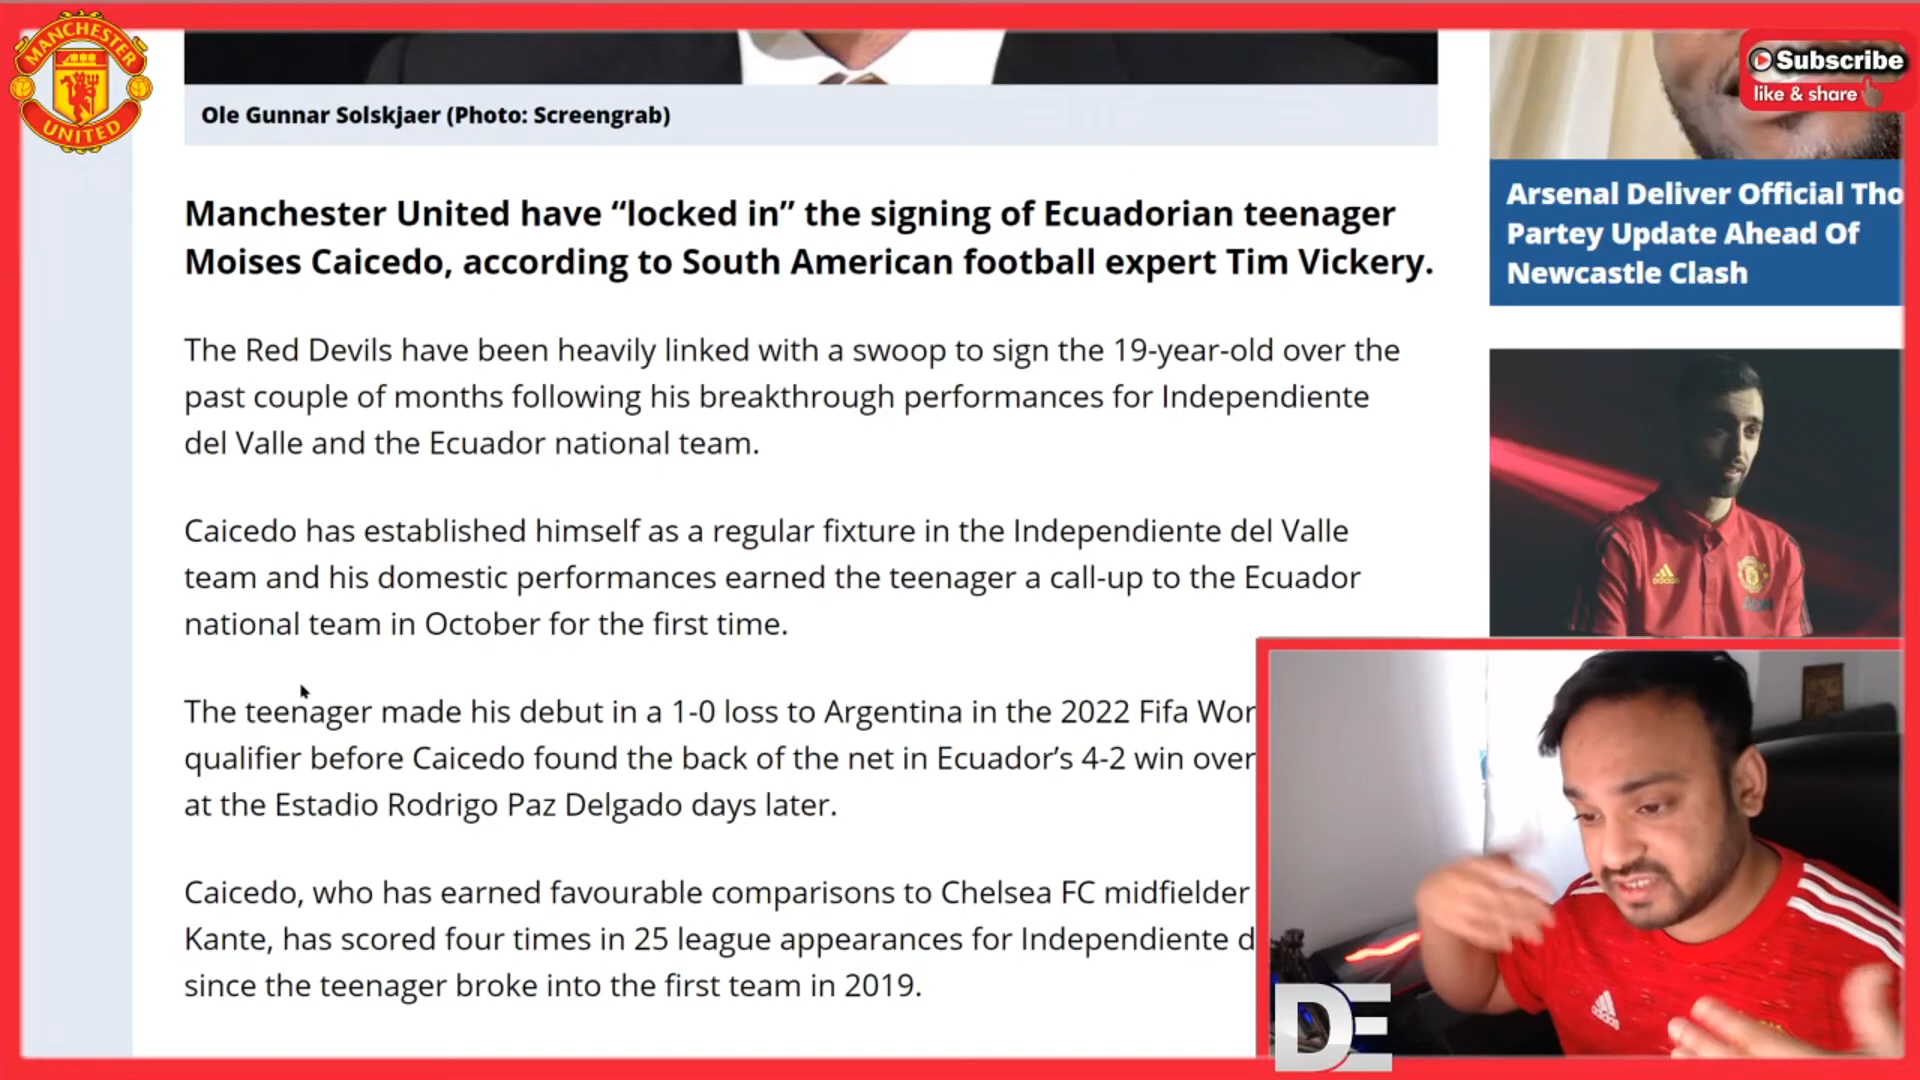 MANCHESTER
UNITED
Subscribe
like & share
Ole Gunnar Solskjaer (Photo: Screengrab)
Manchester United have “locked in” the signing of Ecuadorian teenager
Moises Caicedo, according to South American football expert Tim Vickery.
The Red Devils have been heavily linked with a swoop to sign the 19-year-old over the
past couple of months following his breakthrough performances for Independiente
del Valle and the Ecuador national team.
Caicedo has established himself as a regular fixture in the Independiente del Valle
team and his domestic performances earned the teenager a call-up to the Ecuador
national team in October for the first time.
The teenager made his debut in a 1-0 loss to Argentina in the 2022 Fifa Wor
qualifier before Caicedo found the back of the net in Ecuador’s 4-2 win over
at the Estadio Rodrigo Paz Delgado days later.
Caicedo, who has earned favourable comparisons to Chelsea FC midfielder
Kante, has scored four times in 25 league appearances for Independiente d
since the teenager broke into the first team in 2019.
Arsenal Deliver Official Tho
Partey Update Ahead Of
Newcastle Clash
adidas
adidas
DE